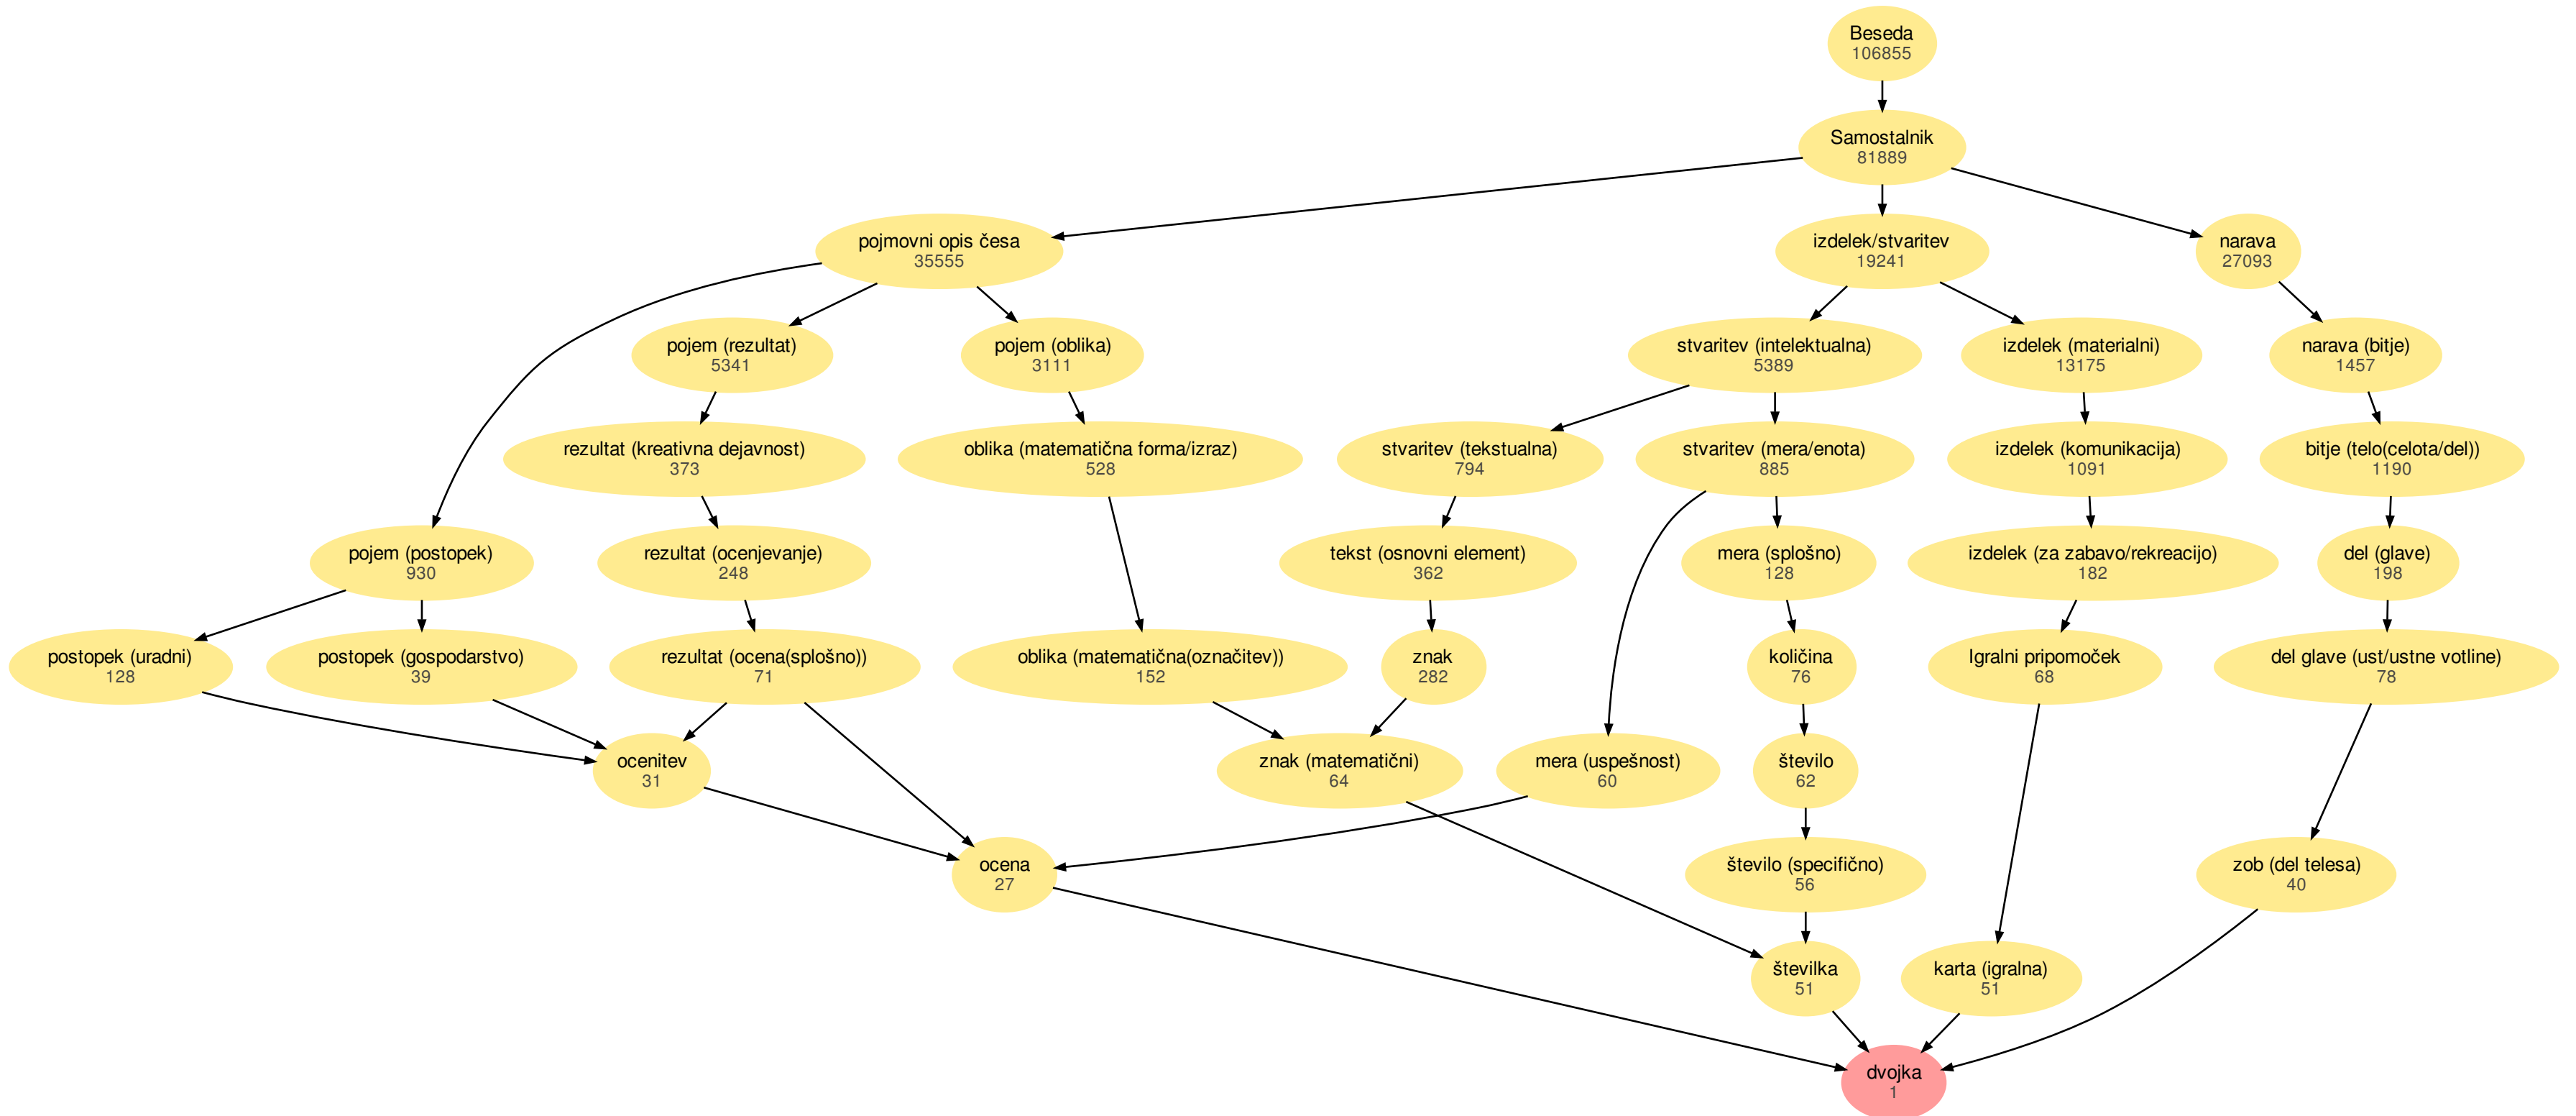 Beseda
106855
Samostalnik
81889
pojmovni opis česa
35555
izdelek/stvaritev
19241
narava
27093
pojem (rezultat)
5341
pojem (oblika)
3111
stvaritev (intelektualna)
5389
izdelek (materialni)
13175
narava (bitje)
1457
rezultat (kreativna dejavnost)
373
oblika (matematična forma/izraz)
528
stvaritev (tekstualna)
794
stvaritev (mera/enota)
885
izdelek (komunikacija)
1091
bitje (telo(celota/del))
1190
pojem (postopek)
930
rezultat (ocenjevanje)
248
tekst (osnovni element)
362
mera (splošno)
128
izdelek (za zabavo/rekreacijo)
182
del (glave)
198
postopek (uradni)
128
postopek (gospodarstvo)
39
rezultat (ocena(splošno))
71
oblika (matematična(označitev))
152
znak
282
količina
76
Igralni pripomoček
68
del glave (ust/ustne votline)
78
ocenitev
31
znak (matematični)
64
mera (uspešnost)
60
število
62
ocena
27
število (specifično)
56
zob (del telesa)
40
številka
51
karta (igralna)
51
dvojka
1